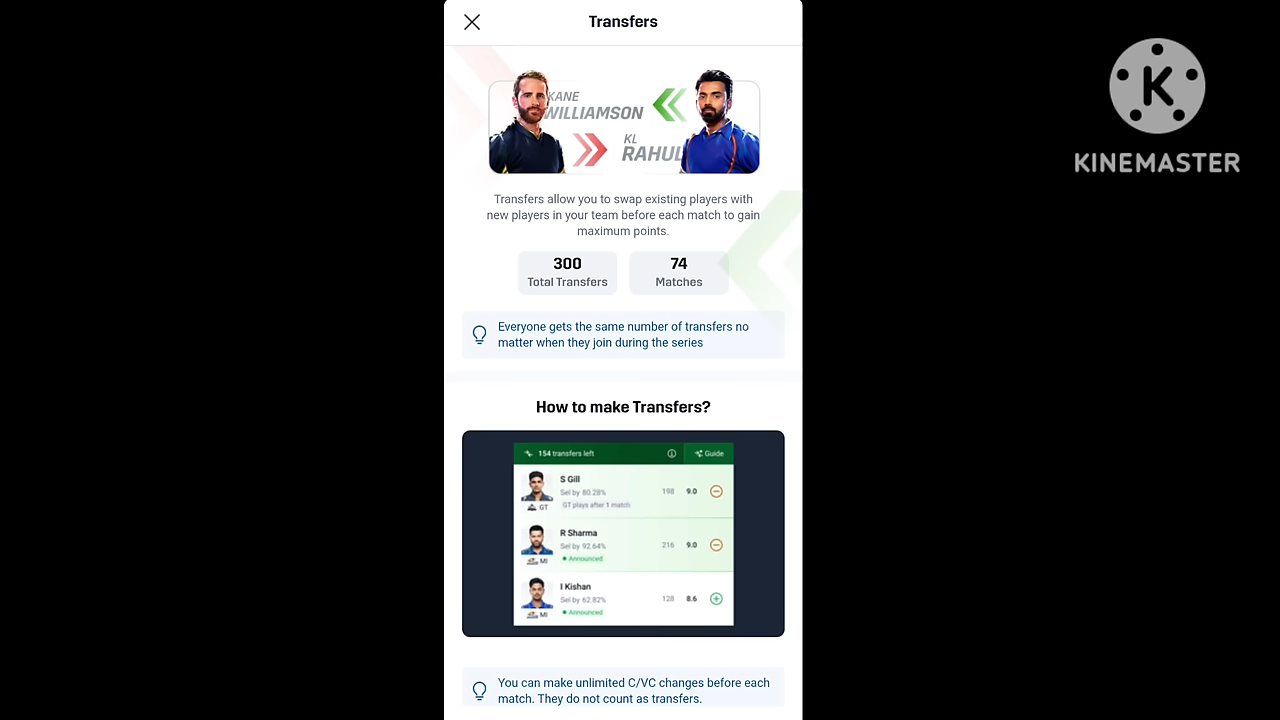 Transfers
KANE
WILLIAMSON
KL
RAHUL
Transfers allow you to swap existing players with
new players in your team before each match to gain
maximum points.
300
Total Transfers
74
Matches
Everyone gets the same number of transfers no
matter when they join during the series
How to make Transfers?
154 transfers left
Guide
S Gill
Sel by 80.28%
198 9.0
GT plays after 1 match
GT
R Sharma
Sel by 92.64%
216 9.0
Announced
MI
I Kishan
Sel by 62.82%
128 8.6
Announced
MI
You can make unlimited C/VC changes before each
match. They do not count as transfers.
K
KINEMASTER